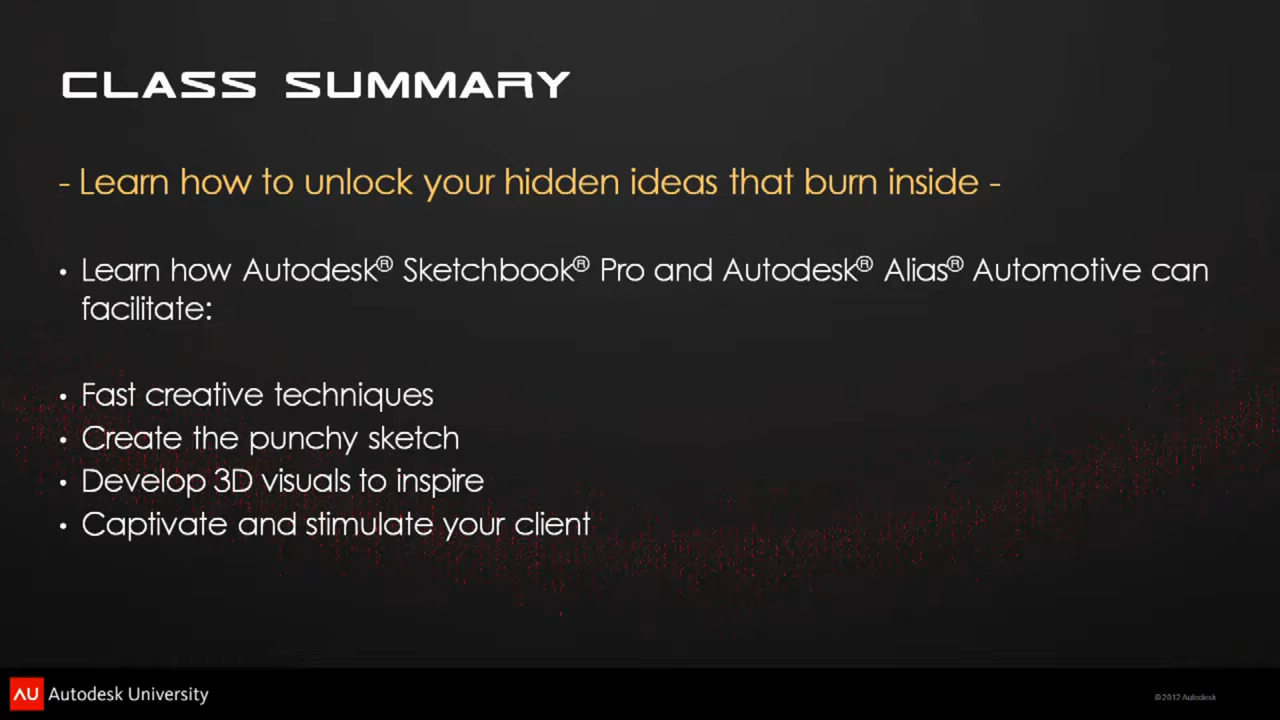 CLASS SUMMARY
- Learn how to unlock your hidden ideas that burn inside -
• Learn how Autodesk® Sketchbook® Pro and Autodesk® Alias® Automotive can
facilitate:
• Fast creative techniques
• Create the punchy sketch
• Develop 3D visuals to inspire
• Captivate and stimulate your client
AU Autodesk University
©2012 Autodesk